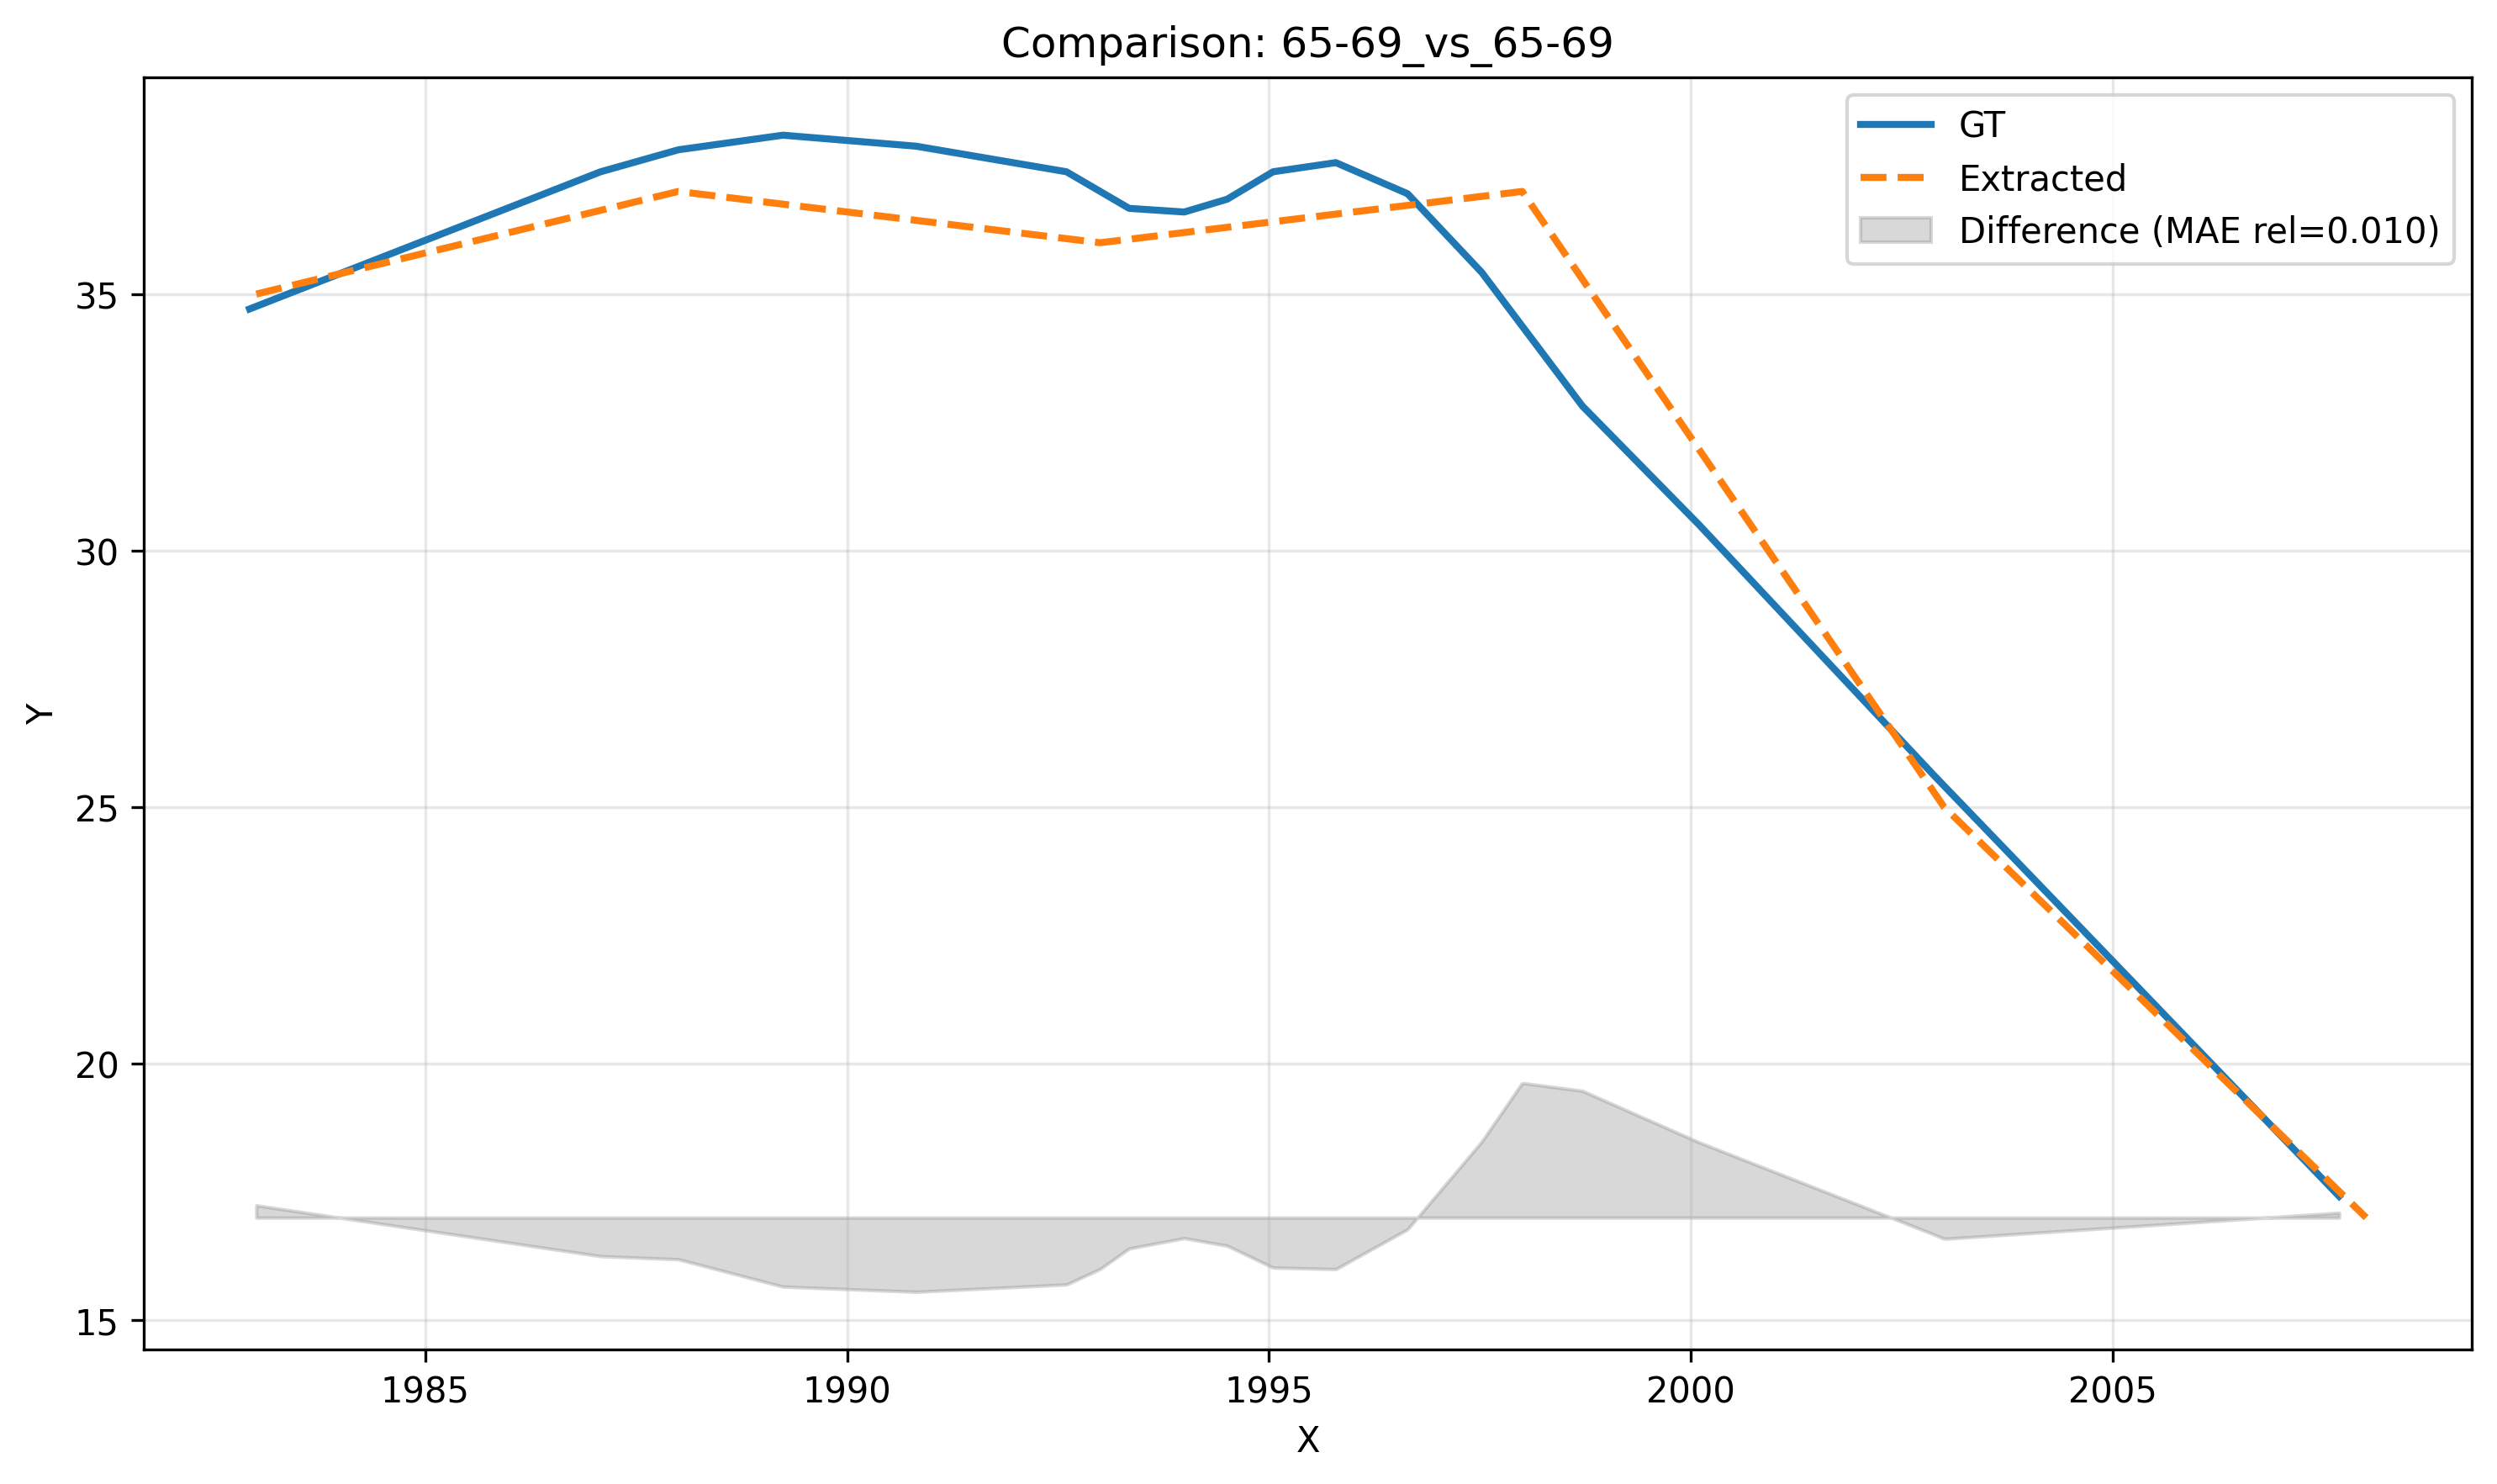 Comparison: 65-69_vs_65-69
GT
Extracted
Difference (MAE rel=0.010)
Y
35
30
25
20
15
1985 1990 1995 2000 2005
X